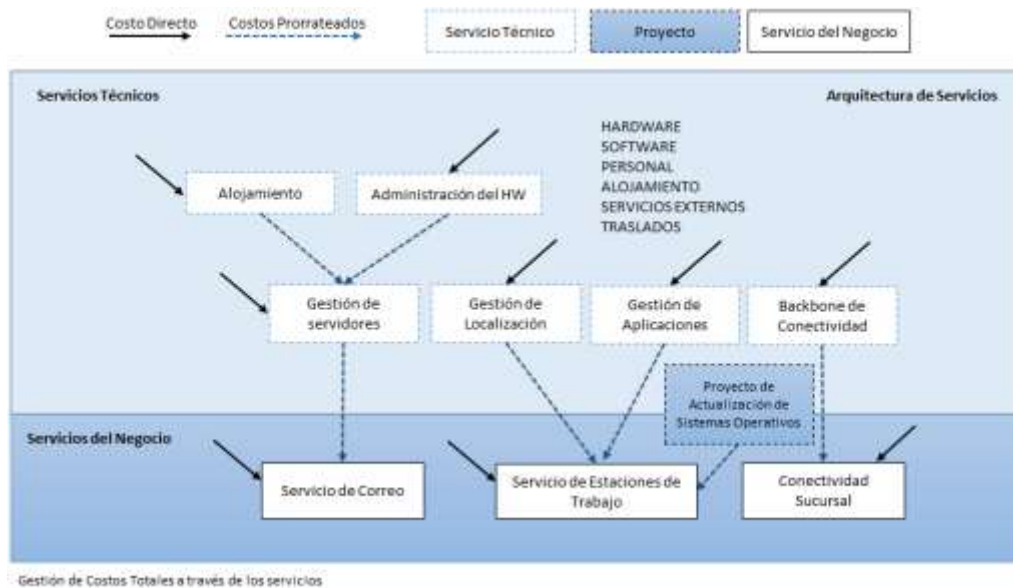 Costo Directo
Costos Prorrateados
Servicio Técnico
Proyecto
Servicio del Negocio
Servicios Técnicos
Arquitectura de Servicios
HARDWARE
SOFTWARE
PERSONAL
ALOJAMIENTO
SERVICIOS EXTERNOS
TRASLADOS
Alojamiento
Administración del HW
Gestión de
servidores
Gestión de
Localización
Gestión de
Aplicaciones
Backbone de
Conectividad
Proyecto de
Actualización de
Sistemas Operativos
Servicios del Negocio
Servicio de Correo
Servicio de Estaciones de
Trabajo
Conectividad
Sucursal
Gestión de Costos Totales a través de los servicios